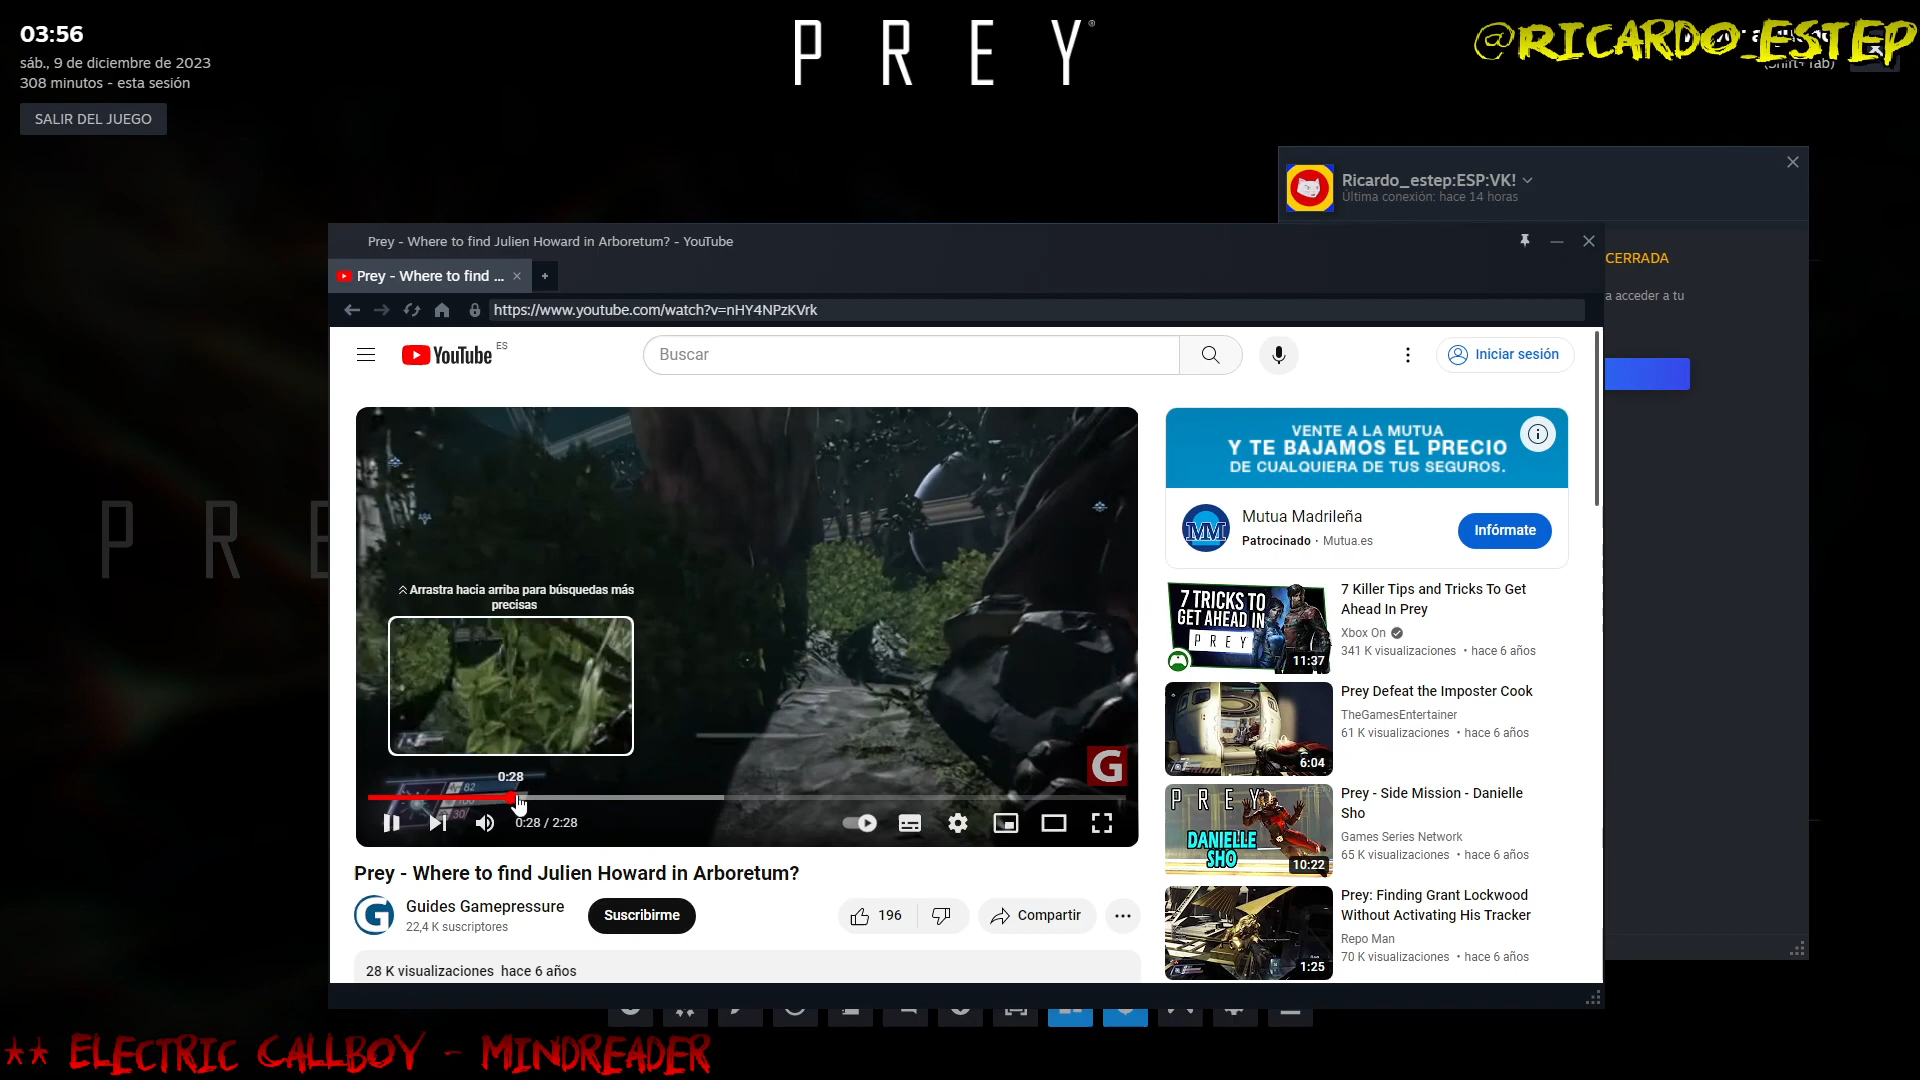 03:56
sáb., 9 de diciembre de 2023
308 minutos - esta sesión
SALIR DEL JUEGO
PREY
@RICARDO_ESTEP
(Shift+Tab)
Ricardo_estep:ESP:VK!
Última conexión: hace 14 horas
CERRADA
a acceder a tu
Prey - Where to find Julien Howard in Arboretum? - YouTube
Prey - Where to find ...
https://www.youtube.com/watch?v=nHY4NPzKVrk
YouTube ES
Buscar
Iniciar sesión
Arrastra hacia arriba para búsquedas más
precisas
0:28
82
G
0:28 / 2:28
Prey - Where to find Julien Howard in Arboretum?
G
Guides Gamepressure
22,4 K suscriptores
Suscribirme
196
Compartir
28 K visualizaciones hace 6 años
VENTE A LA MUTUA
Y TE BAJAMOS EL PRECIO
DE CUALQUIERA DE TUS SEGUROS.
MM
Mutua Madrileña
Patrocinado · Mutua.es
Infórmate
7 TRICKS TO
GET AHEAD IN
PREY
11:37
7 Killer Tips and Tricks To Get
Ahead In Prey
Xbox On
341 K visualizaciones • hace 6 años
6:04
Prey Defeat the Imposter Cook
TheGamesEntertainer
61 K visualizaciones • hace 6 años
PREY
DANIELLE
SHO
10:22
Prey - Side Mission - Danielle
Sho
Games Series Network
65 K visualizaciones • hace 6 años
1:25
Prey: Finding Grant Lockwood
Without Activating His Tracker
Repo Man
70 K visualizaciones • hace 6 años
PRE
** ELECTRIC CALLBOY - MINDREADER